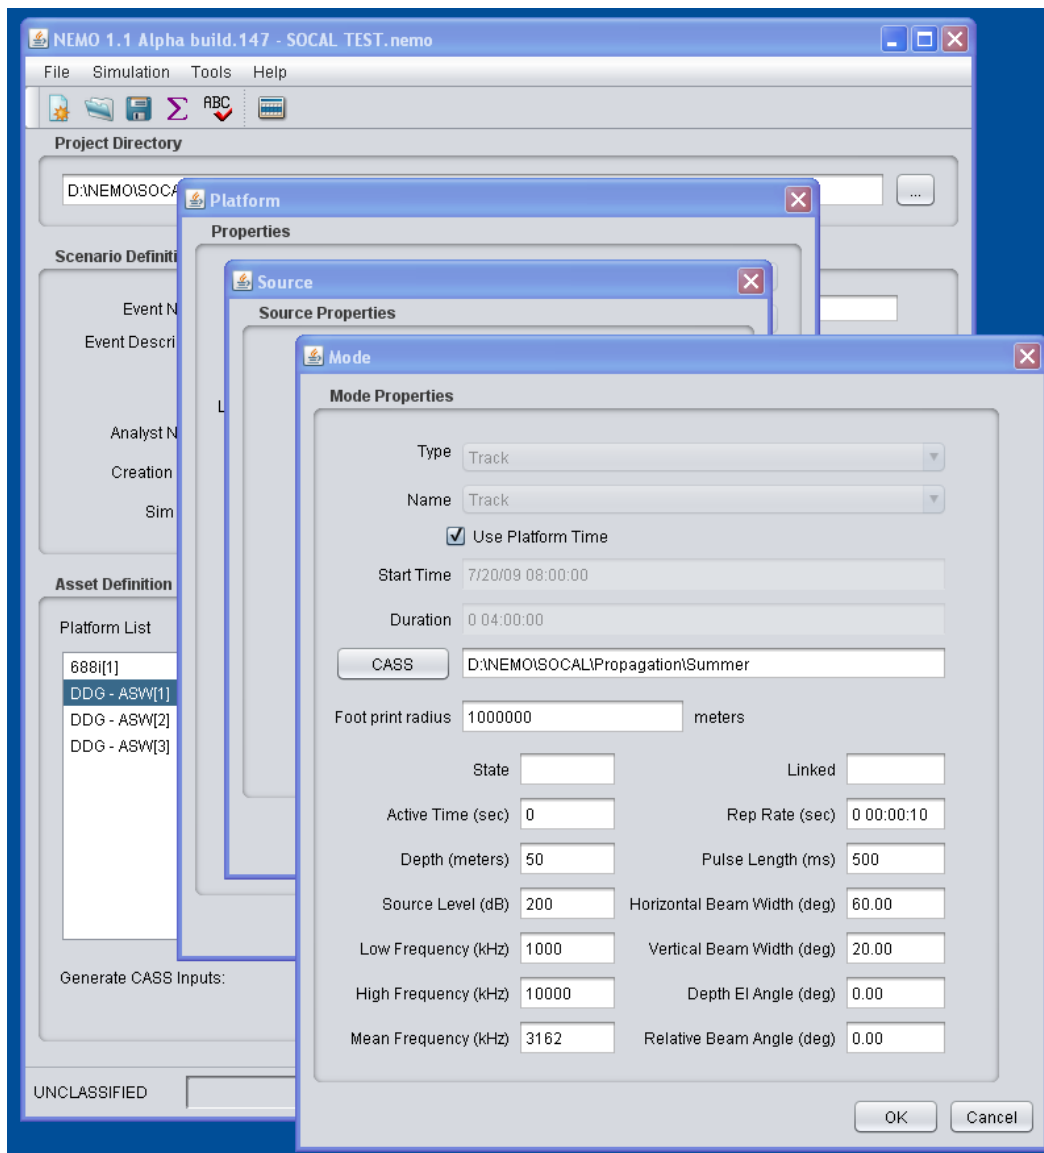 NEMO 1.1 Alpha build.147 - SOCAL TEST.nemo
File Simulation Tools Help
ABC
Project Directory
D:\NEMO\SOCA
...
Platform
Properties
Scenario Definiti
Source
Event N
Source Properties
Event Descri
Mode
Mode Properties
L
Analyst N
Type Track
Creation
Name Track
Sim
Use Platform Time
Asset Definition
Start Time 7/20/09 08:00:00
Platform List
Duration 0 04:00:00
688i[1]
CASS D:\NEMO\SOCAL\Propagation\Summer
DDG - ASW[1]
DDG - ASW[2]
Foot print radius 1000000 meters
DDG - ASW[3]
State Linked
Active Time (sec) 0 Rep Rate (sec) 0 00:00:10
Depth (meters) 50 Pulse Length (ms) 500
Source Level (dB) 200 Horizontal Beam Width (deg) 60.00
Low Frequency (kHz) 1000 Vertical Beam Width (deg) 20.00
Generate CASS Inputs:
High Frequency (kHz) 10000 Depth El Angle (deg) 0.00
Mean Frequency (kHz) 3162 Relative Beam Angle (deg) 0.00
UNCLASSIFIED
OK Cancel